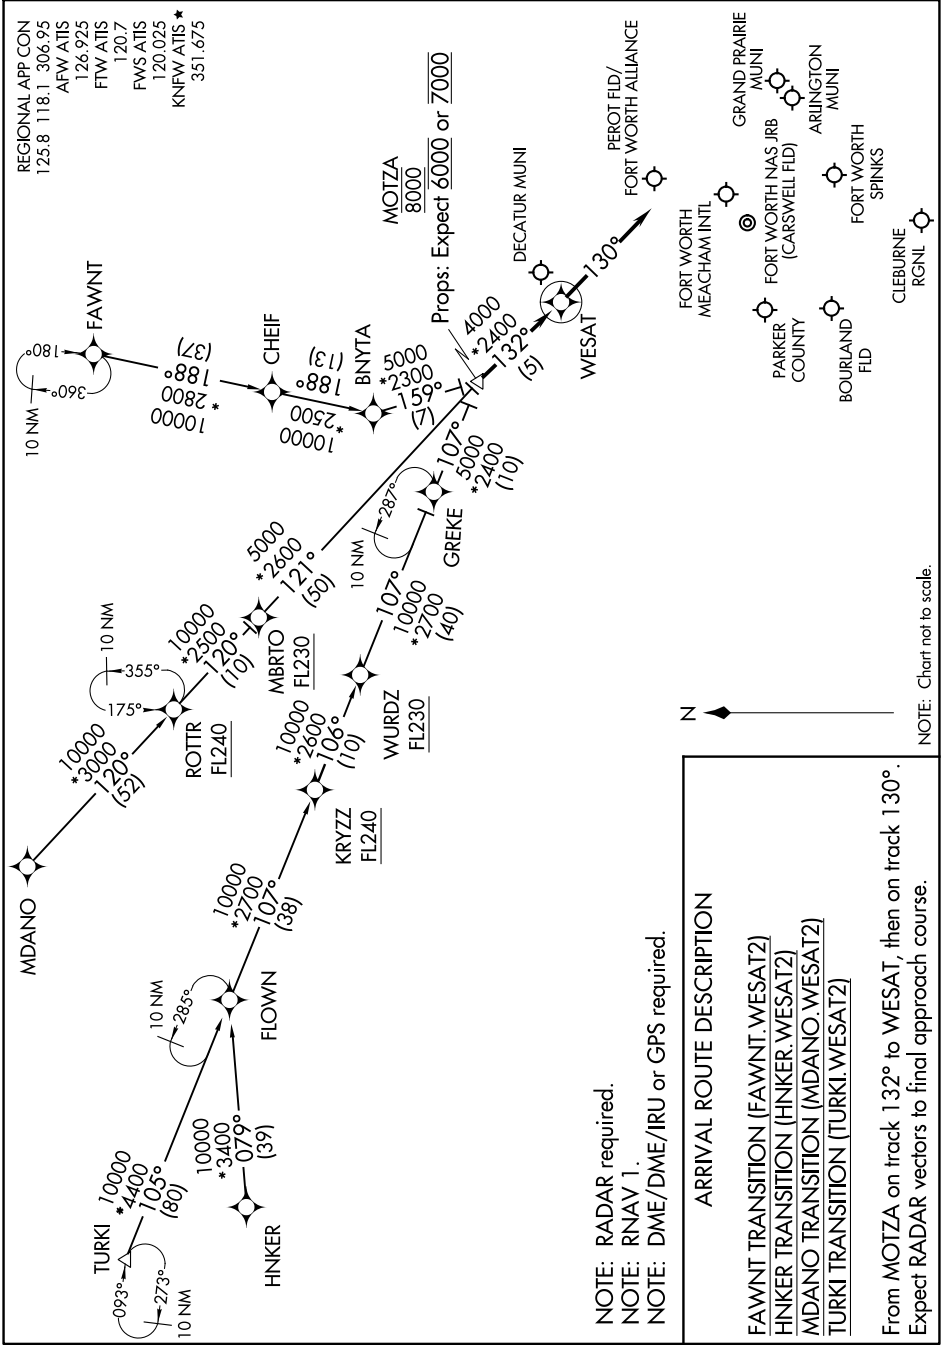 REGIONAL APP CON
125.8 118.1 306.95
AFW ATIS
126.925
FTW ATIS
120.7
FWS ATIS
120.025
KNFW ATIS ★
351.675
MDANO
10000
*3000
120°
(52)
175°
355°
10 NM
ROTTR
FL240
10000
*2500
120°
(10)
MBRTO
FL230
5000
*2600
121°
(50)
10 NM
360°
180°
FAWNT
188°
(37)
*2800
10000
CHEIF
188°
(13)
*2500
10000
BNYTA
5000
*2300
159°
(7)
MOTZA
8000
Props: Expect 6000 or 7000
4000
*2400
132°
(5)
WESAT
130°
TURKI
093°
273°
10 NM
10000
*4400
105°
(80)
HNKER
10000
*3400
079°
(39)
10 NM
285°
FLOWN
10000
*2700
107°
(38)
KRYZZ
FL240
10000
*2600
106°
(10)
WURDZ
FL230
10000
*2700
107°
(40)
10 NM
287°
GREKE
107°
5000
*2400
(10)
DECATUR MUNI
PEROT FLD/
FORT WORTH ALLIANCE
FORT WORTH
MEACHAM INTL
FORT WORTH NAS JRB
(CARSWELL FLD)
GRAND PRAIRIE
MUNI
ARLINGTON
MUNI
PARKER
COUNTY
BOURLAND
FLD
FORT WORTH
SPINKS
CLEBURNE
RGNL
N
NOTE: Chart not to scale.
NOTE: RADAR required.
NOTE: RNAV 1.
NOTE: DME/DME/IRU or GPS required.
ARRIVAL ROUTE DESCRIPTION
FAWNT TRANSITION (FAWNT.WESAT2)
HNKER TRANSITION (HNKER.WESAT2)
MDANO TRANSITION (MDANO.WESAT2)
TURKI TRANSITION (TURKI.WESAT2)
From MOTZA on track 132° to WESAT, then on track 130°.
Expect RADAR vectors to final approach course.